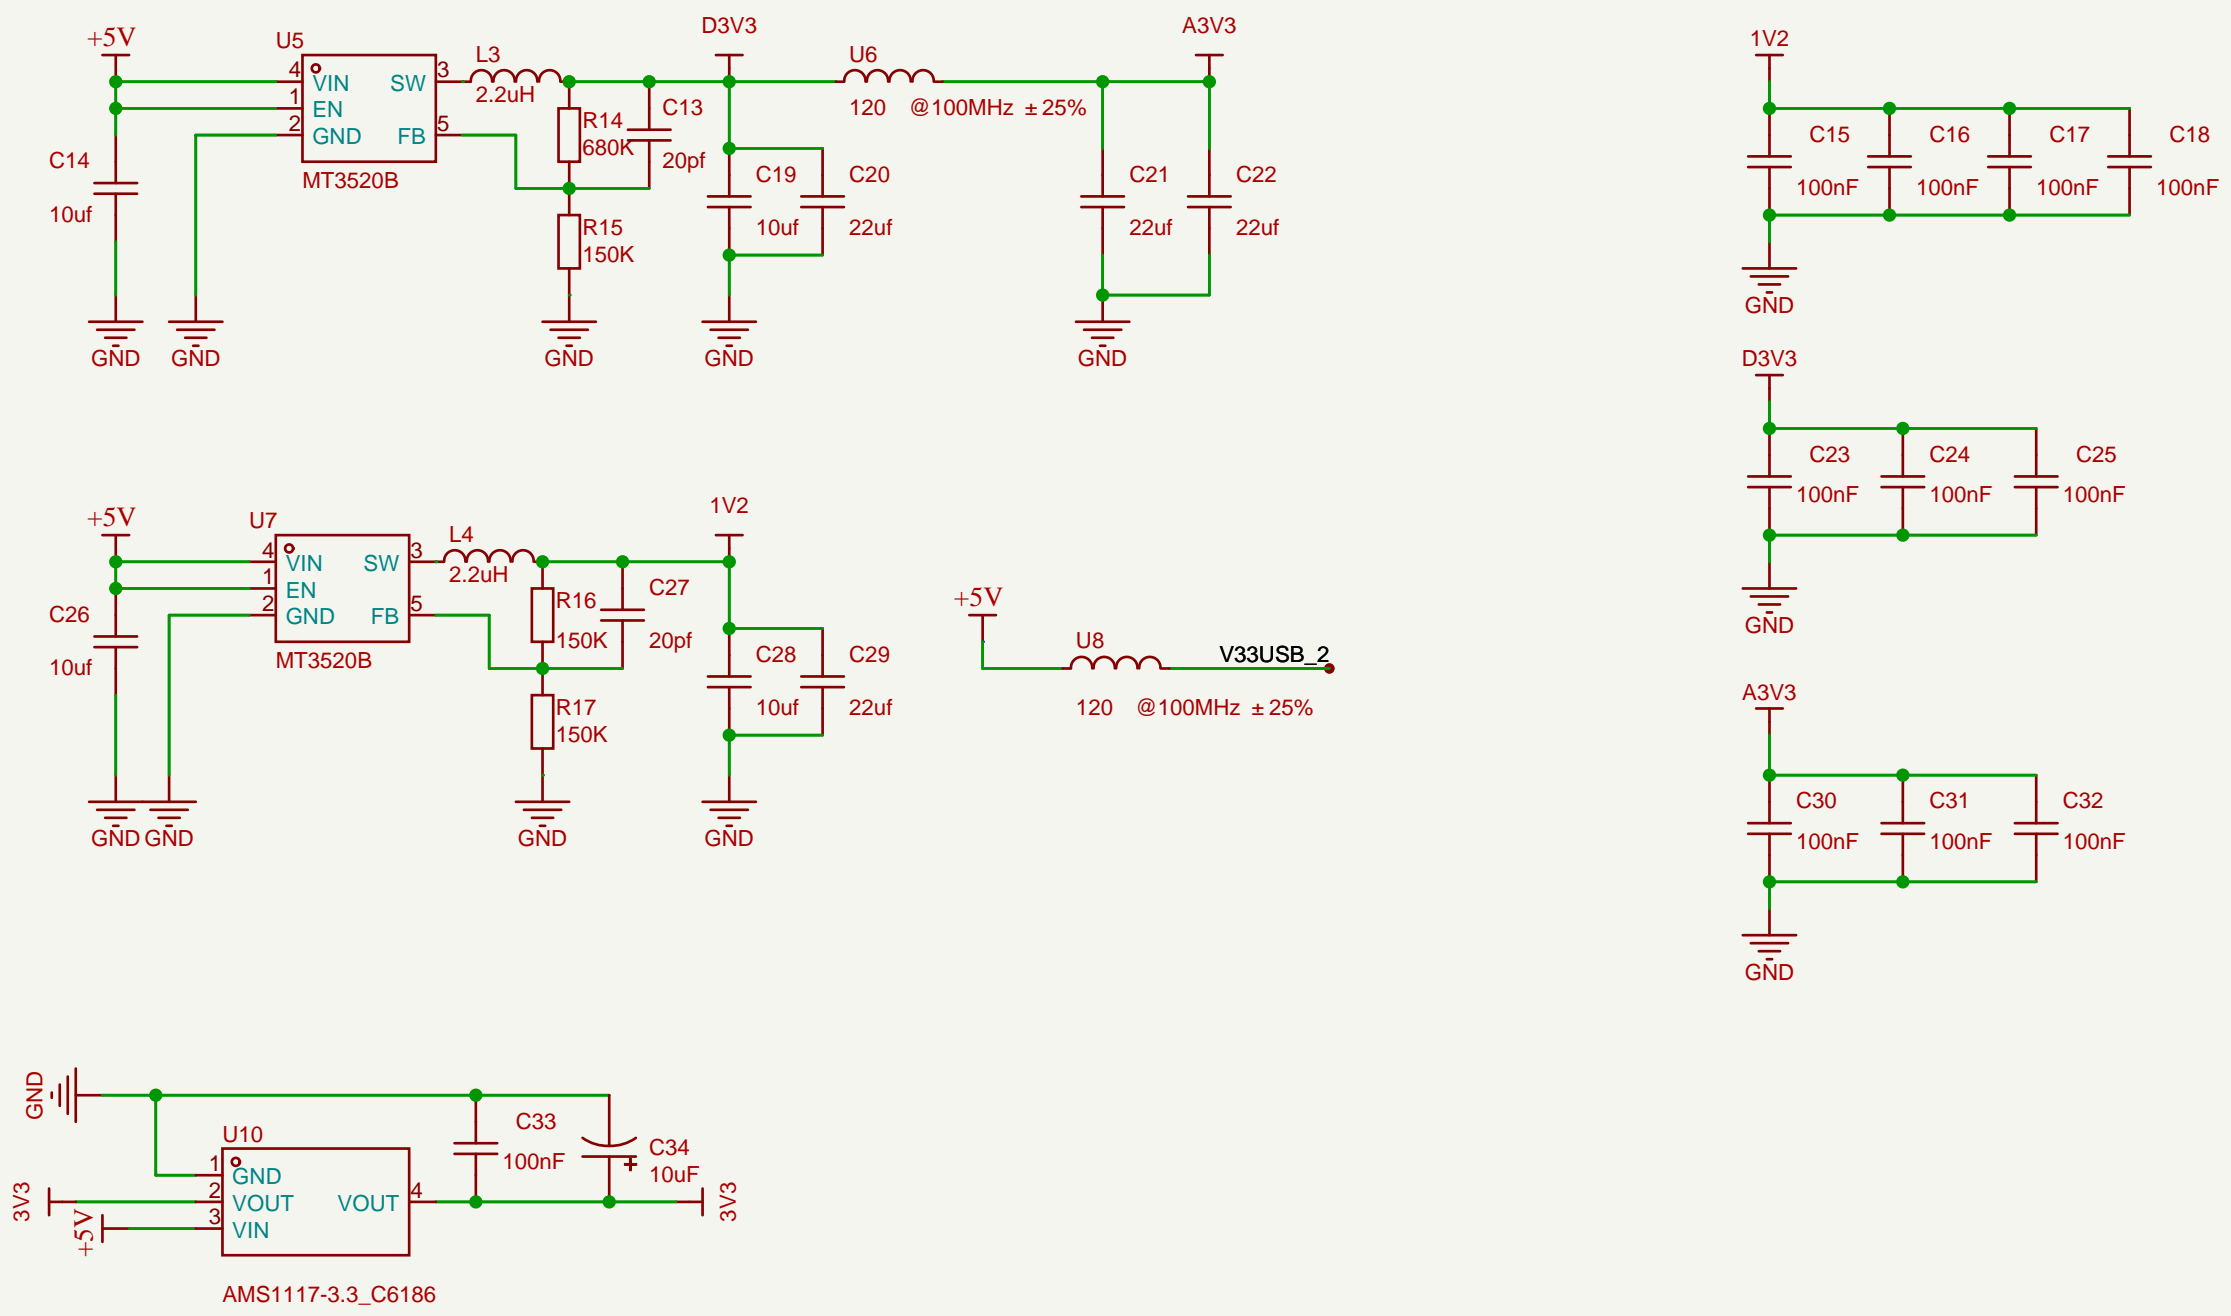 +5V
U5
4
VIN
1
EN
2
GND
SW
3
FB
5
MT3520B
C14
10uf
GND
GND
L3
2.2uH
R14
680K
C13
20pf
R15
150K
GND
D3V3
C19
10uf
C20
22uf
GND
U6
120 @100MHz ±25%
A3V3
C21
22uf
C22
22uf
GND
1V2
C15
100nF
C16
100nF
C17
100nF
C18
100nF
GND
D3V3
C23
100nF
C24
100nF
C25
100nF
GND
+5V
U7
4
VIN
1
EN
2
GND
SW
3
FB
5
MT3520B
C26
10uf
GND
GND
L4
2.2uH
R16
150K
C27
20pf
R17
150K
GND
1V2
C28
10uf
C29
22uf
GND
+5V
U8
120 @100MHz ±25%
V33USB_2
A3V3
C30
100nF
C31
100nF
C32
100nF
GND
GND
U10
1
GND
2
VOUT
3
VIN
VOUT
4
3V3
+5V
C33
100nF
C34
10uF
3V3
AMS1117-3.3_C6186